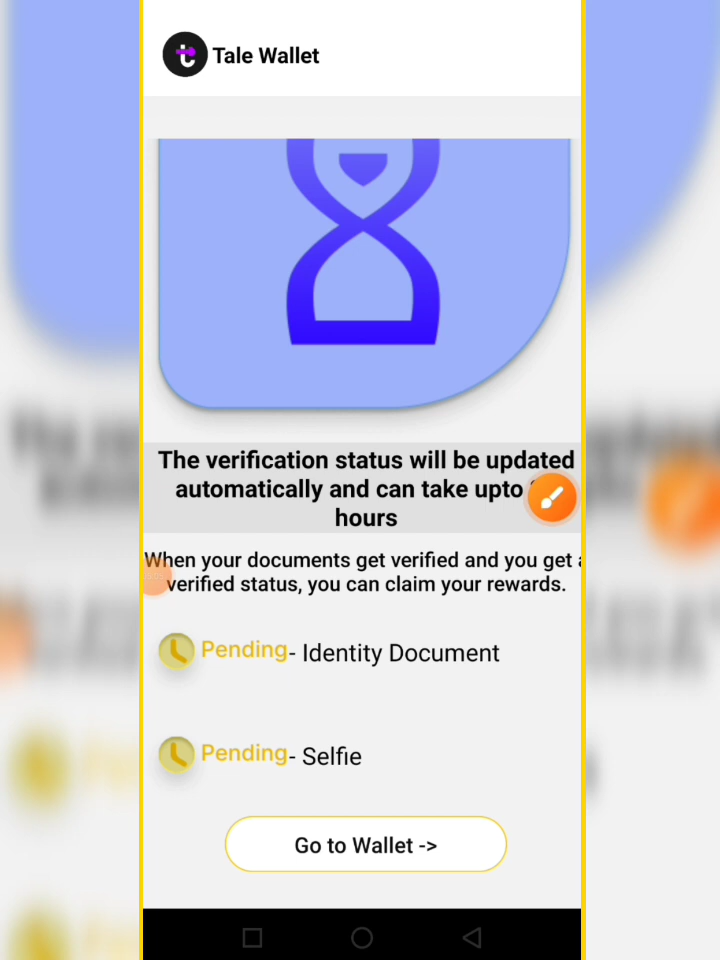 Tale Wallet
The verification status will be updated
automatically and can take upto
hours
When your documents get verified and you get a
verified status, you can claim your rewards.
Pending- Identity Document
Pending- Selfie
Go to Wallet ->